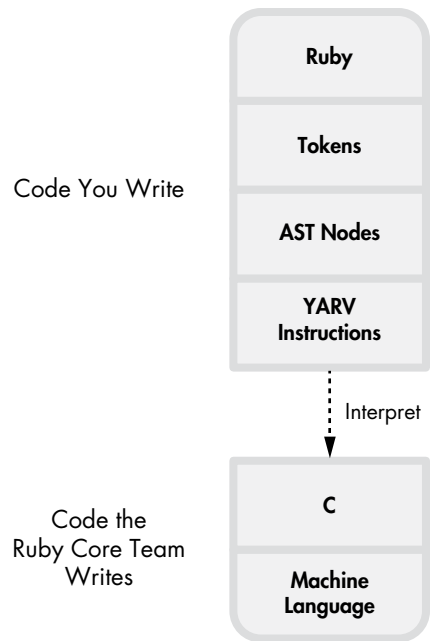 Ruby
Tokens
Code You Write
AST Nodes
YARV
Instructions
Interpret
C
Code the
Ruby Core Team
Writes
Machine
Language